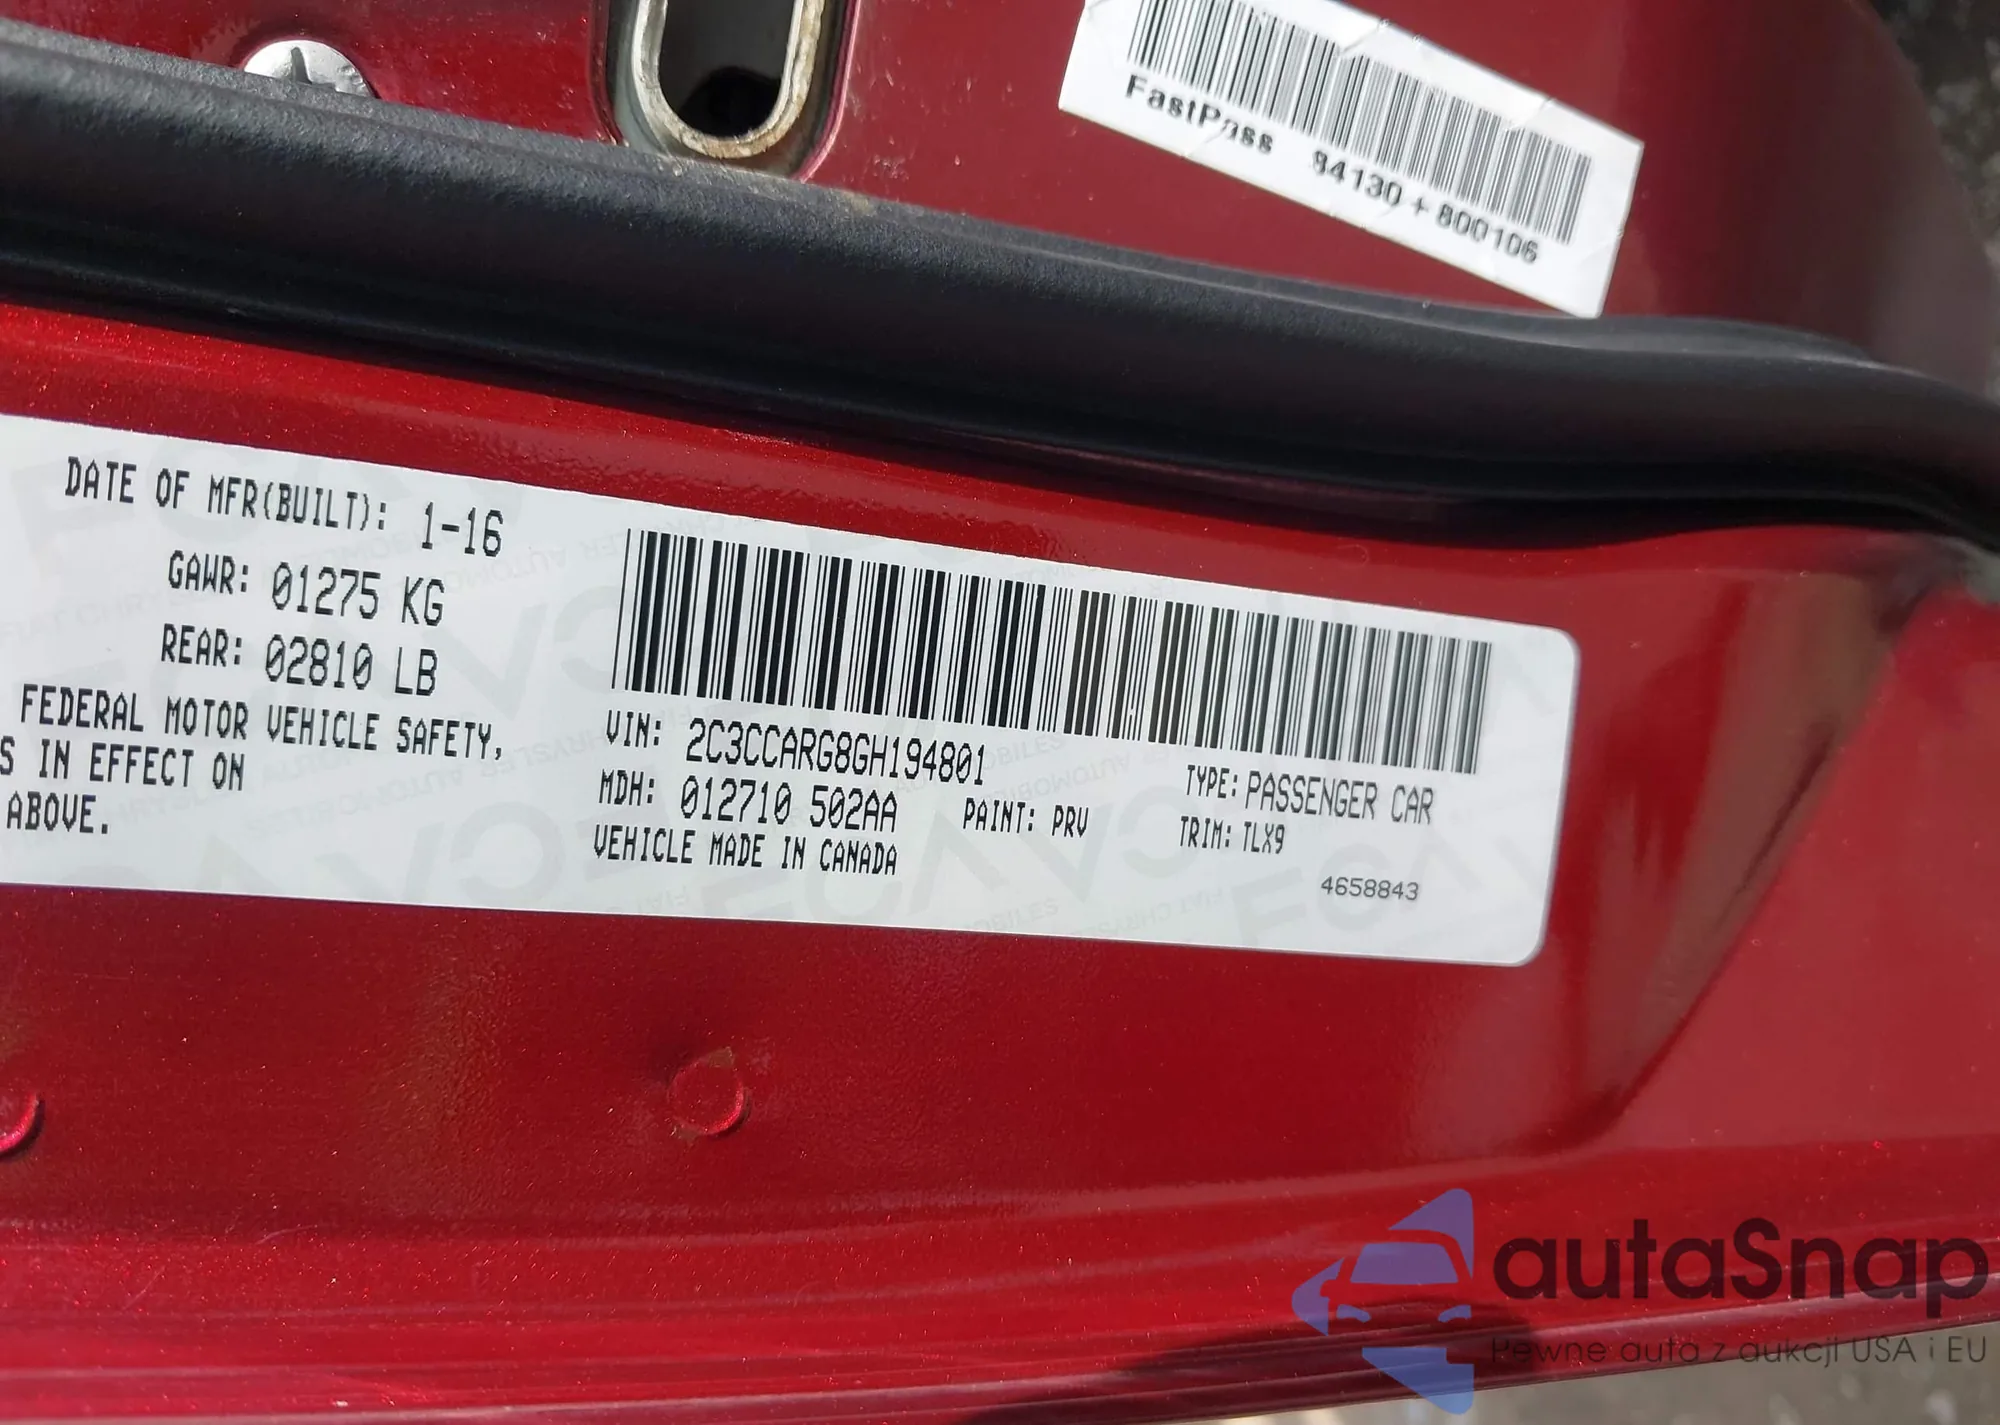 FastPass 84130 + 800106
DATE OF MFR(BUILT): 1-16
GAWR: 01275 KG
REAR: 02810 LB
FEDERAL MOTOR VEHICLE SAFETY,
S IN EFFECT ON
ABOVE.
VIN: 2C3CCARG8GH194801
TYPE: PASSENGER CAR
MDH: 012710 502AA
PAINT: PRV
TRIM: TLX9
VEHICLE MADE IN CANADA
4658843
autaSnap
Pewne auta z aukcji USA i EU